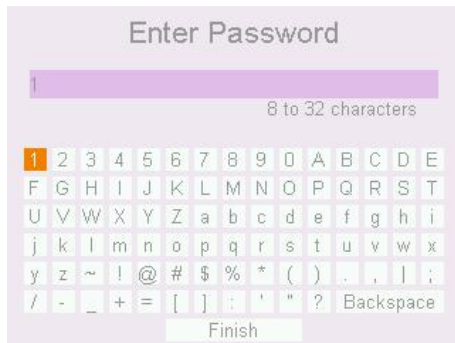 Enter Password
1
8 to 32 characters
1 2 3 4 5 6 7 8 9 0 A B C D E
F G H I J K L M N O P Q R S T
U V W X Y Z a b c d e f g h i
j k l m n o p q r s t u v w x
y z ~ ! @ # $ % * ( ) . , | ;
/ - _ + = [ ] : ' " ? Backspace
Finish